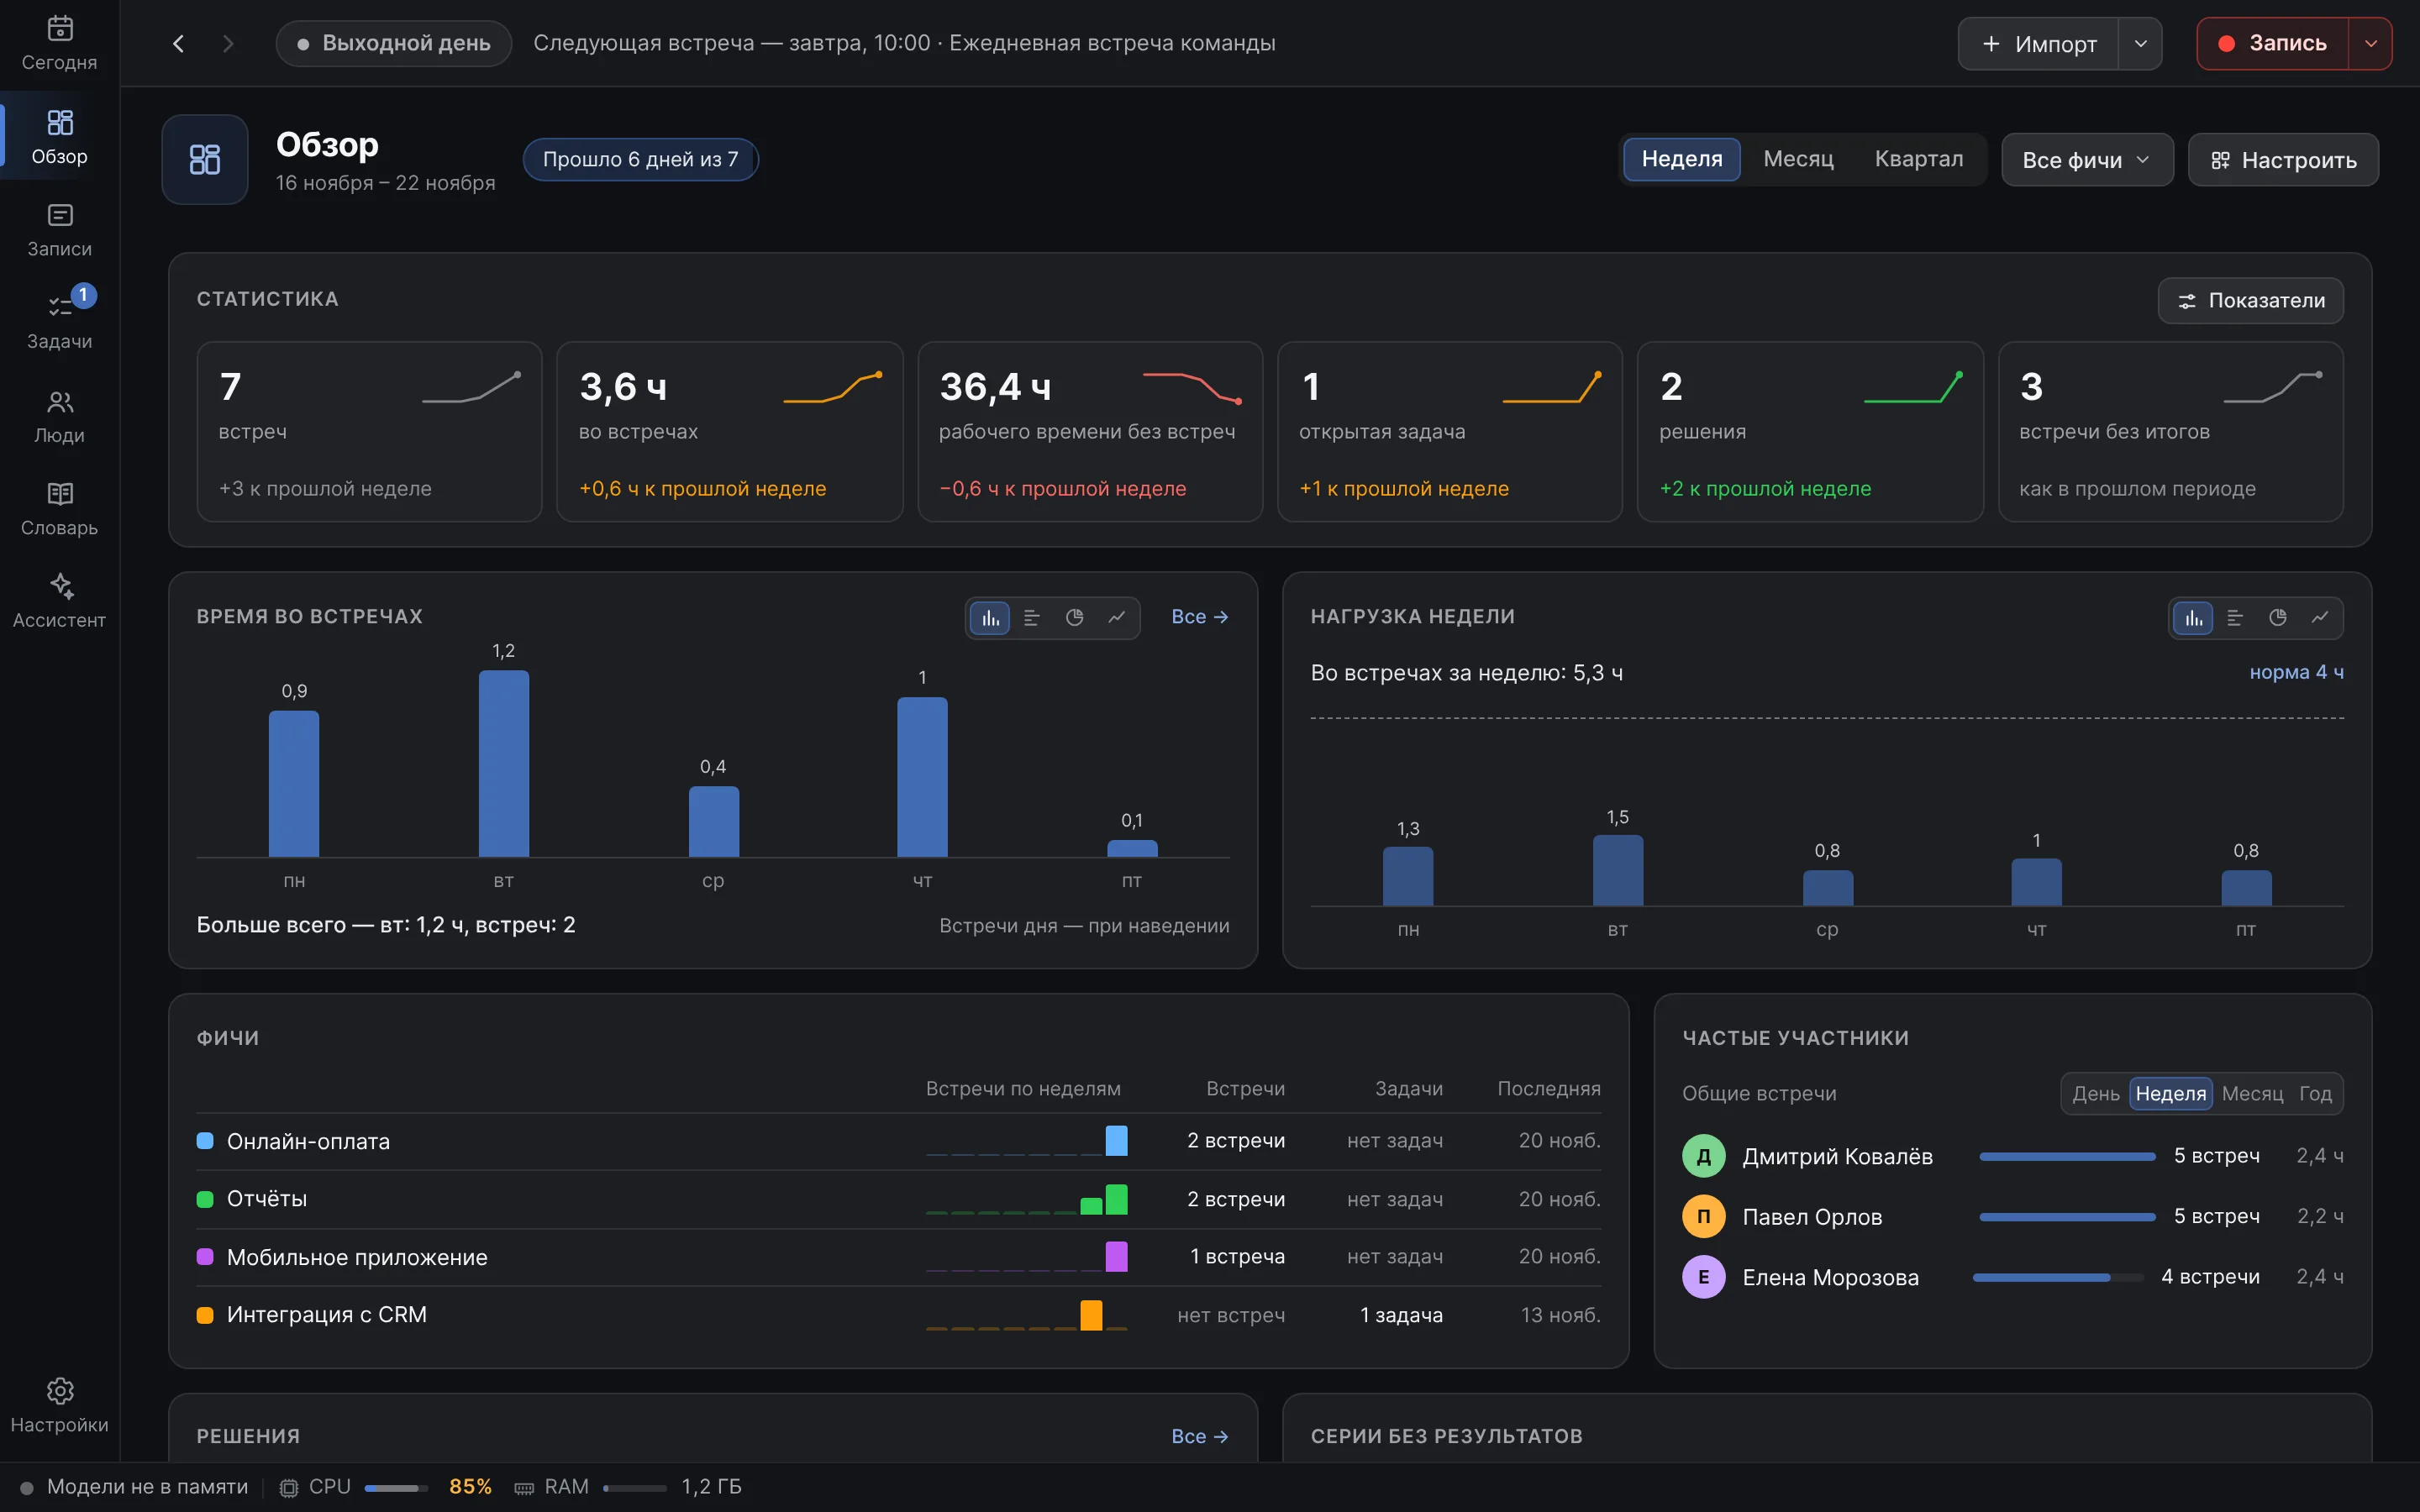 Сегодня
Обзор
Записи
1
Задачи
Люди
Словарь
Ассистент
Настройки
Выходной день
Следующая встреча — завтра, 10:00 · Ежедневная встреча команды
Импорт
Запись
Обзор
16 ноября – 22 ноября
Прошло 6 дней из 7
Неделя Месяц Квартал
Все фичи
Настроить
СТАТИСТИКА
Показатели
7
встреч
+3 к прошлой неделе
3,6 ч
во встречах
+0,6 ч к прошлой неделе
36,4 ч
рабочего времени без встреч
−0,6 ч к прошлой неделе
1
открытая задача
+1 к прошлой неделе
2
решения
+2 к прошлой неделе
3
встречи без итогов
как в прошлом периоде
ВРЕМЯ ВО ВСТРЕЧАХ
Все →
0,9 1,2 0,4 1 0,1
пн вт ср чт пт
Больше всего — вт: 1,2 ч, встреч: 2
Встречи дня — при наведении
НАГРУЗКА НЕДЕЛИ
Во встречах за неделю: 5,3 ч
норма 4 ч
1,3 1,5 0,8 1 0,8
пн вт ср чт пт
ФИЧИ
Встречи по неделям Встречи Задачи Последняя
Онлайн-оплата 2 встречи нет задач 20 нояб.
Отчёты 2 встречи нет задач 20 нояб.
Мобильное приложение 1 встреча нет задач 20 нояб.
Интеграция с CRM нет встреч 1 задача 13 нояб.
ЧАСТЫЕ УЧАСТНИКИ
Общие встречи
День Неделя Месяц Год
Д Дмитрий Ковалёв 5 встреч 2,4 ч
П Павел Орлов 5 встреч 2,2 ч
Е Елена Морозова 4 встречи 2,4 ч
РЕШЕНИЯ
Все →
СЕРИИ БЕЗ РЕЗУЛЬТАТОВ
Модели не в памяти
CPU 85%
RAM 1,2 ГБ